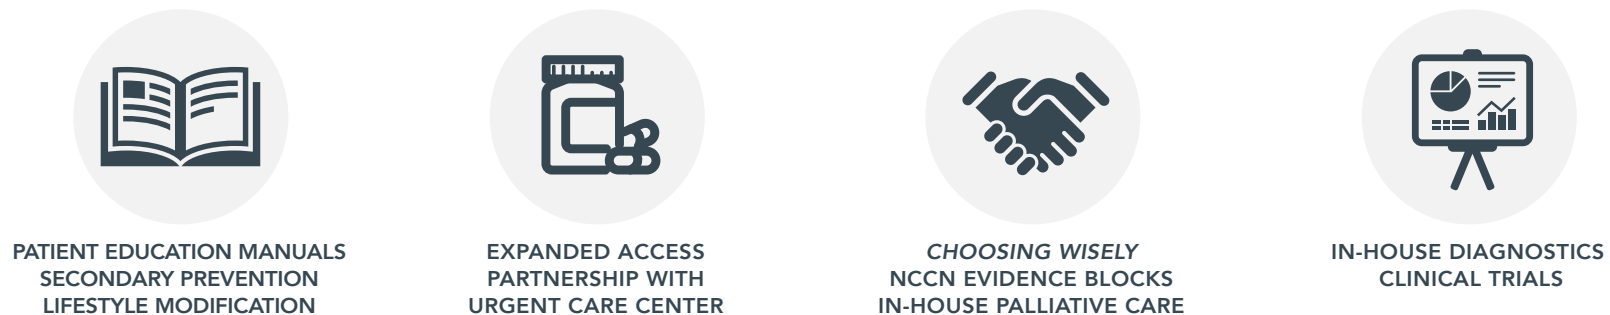 PATIENT EDUCATION MANUALS
SECONDARY PREVENTION
LIFESTYLE MODIFICATION
EXPANDED ACCESS
PARTNERSHIP WITH
URGENT CARE CENTER
CHOOSING WISELY
NCCN EVIDENCE BLOCKS
IN-HOUSE PALLIATIVE CARE
IN-HOUSE DIAGNOSTICS
CLINICAL TRIALS